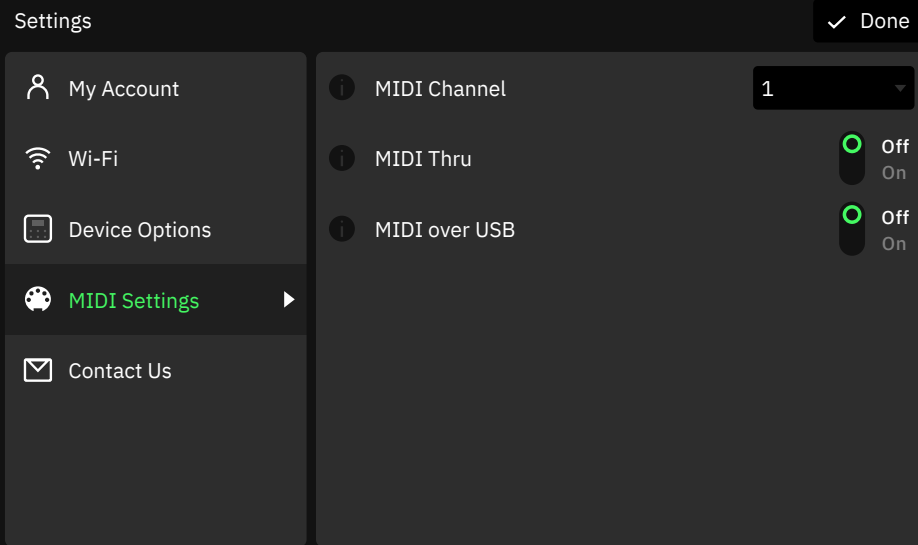 Settings
Done
My Account
Wi-Fi
Device Options
MIDI Settings
Contact Us
MIDI Channel
1
MIDI Thru
Off
On
MIDI over USB
Off
On